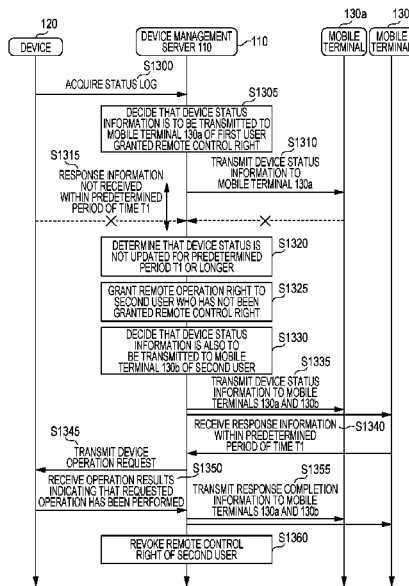 120
DEVICE
DEVICE MANAGEMENT
SERVER 110
110
130a
MOBILE
TERMINAL
130
MOBILE
TERMINAL
S1300
ACQUIRE STATUS LOG
S1305
DECIDE THAT DEVICE STATUS
INFORMATION IS TO BE TRANSMITTED TO
MOBILE TERMINAL 130a OF FIRST USER
GRANTED REMOTE CONTROL RIGHT
S1310
TRANSMIT DEVICE STATUS
INFORMATION TO
MOBILE TERMINAL 130a
S1315
RESPONSE INFORMATION
NOT RECEIVED
WITHIN PREDETERMINED
PERIOD OF TIME T1
S1320
DETERMINE THAT DEVICE STATUS IS
NOT UPDATED FOR PREDETERMINED
PERIOD T1 OR LONGER
S1325
GRANT REMOTE OPERATION RIGHT TO
SECOND USER WHO HAS NOT BEEN
GRANTED REMOTE CONTROL RIGHT
S1330
DECIDE THAT DEVICE STATUS
INFORMATION IS ALSO TO
BE TRANSMITTED TO MOBILE
TERMINAL 130b OF SECOND USER
S1335
TRANSMIT DEVICE STATUS
INFORMATION TO MOBILE
TERMINALS 130a AND 130b
RECEIVE RESPONSE INFORMATION
WITHIN PREDETERMINED
PERIOD OF TIME T1
S1340
S1345
TRANSMIT DEVICE
OPERATION REQUEST
S1350
RECEIVE OPERATION RESULTS
INDICATING THAT REQUESTED
OPERATION HAS BEEN PERFORMED
S1355
TRANSMIT RESPONSE COMPLETION
INFORMATION TO MOBILE
TERMINALS 130a AND 130b
S1360
REVOKE REMOTE CONTROL
RIGHT OF SECOND USER